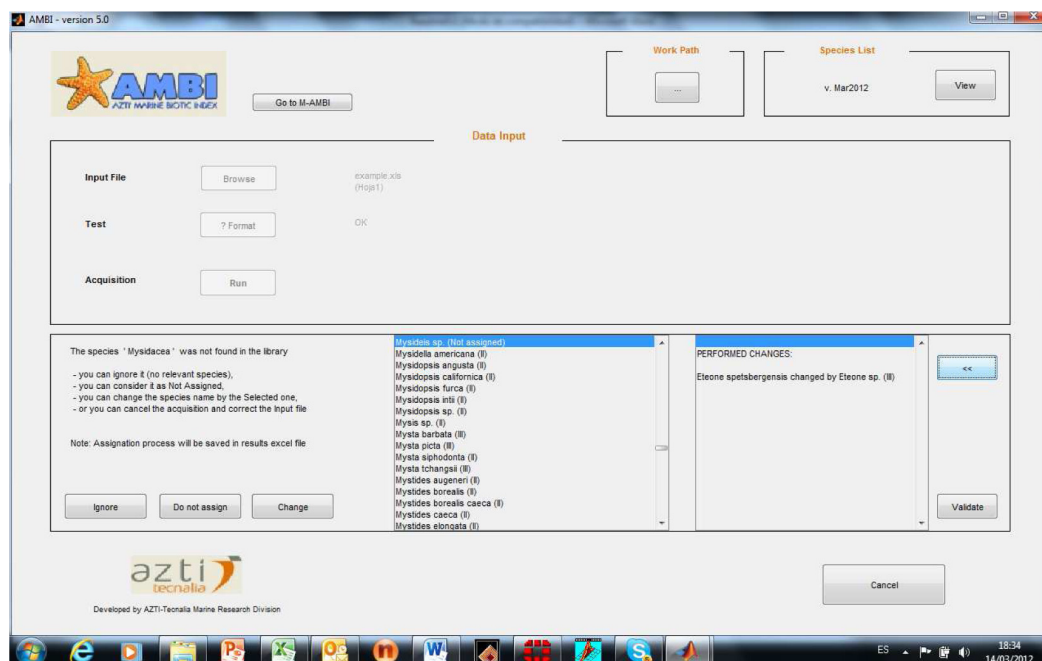 AMBI - version 5.0
AMBI
AZTI MARINE BIOTIC INDEX
Go to M-AMBI
Work Path
...
Species List
v. Mar2012
View
Data Input
Input File
Browse
example.xls
(Hoja1)
Test
? Format
OK
Acquisition
Run
The species ' Mysidacea ' was not found in the library
- you can ignore it (no relevant species),
- you can consider it as Not Assigned,
- you can change the species name by the Selected one,
- or you can cancel the acquisition and correct the Input file
Note: Assignation process will be saved in results excel file
Ignore
Do not assign
Change
Mysideis sp. (Not assigned)
Mysidella americana (II)
Mysidopsis angusta (II)
Mysidopsis californica (II)
Mysidopsis furca (II)
Mysidopsis intii (II)
Mysidopsis sp. (II)
Mysis sp. (II)
Mysta barbata (III)
Mysta picta (III)
Mysta siphodonta (II)
Mysta tchangsii (III)
Mystides augeneri (II)
Mystides borealis (II)
Mystides borealis caeca (II)
Mystides caeca (II)
Mystides elongata (II)
PERFORMED CHANGES:
Eteone spetsbergensis changed by Eteone sp. (III)
<<
Validate
azti
tecnalia
Developed by AZTI-Tecnalia Marine Research Division
Cancel
ES
18:34
14/03/2012